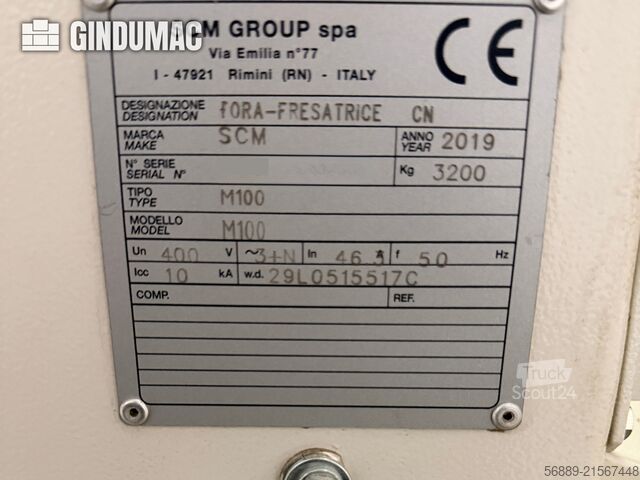 GINDUMAC
SCM GROUP spa
Via Emilia n°77
I - 47921 Rimini (RN) - ITALY
CE
DESIGNAZIONE
DESIGNATION
fORA-FRESATRICE CN
MARCA
MAKE
SCM
ANNO
YEAR
2019
N° SERIE
SERIAL N°
Kg 3200
TIPO
TYPE
M100
MODELLO
MODEL
M100
Un 400 V ~3+N In 46.3 A f 50 Hz
Icc 10 kA w.d. 29L0515517C
COMP. REF.
Truck
Scout24
56889-21567448